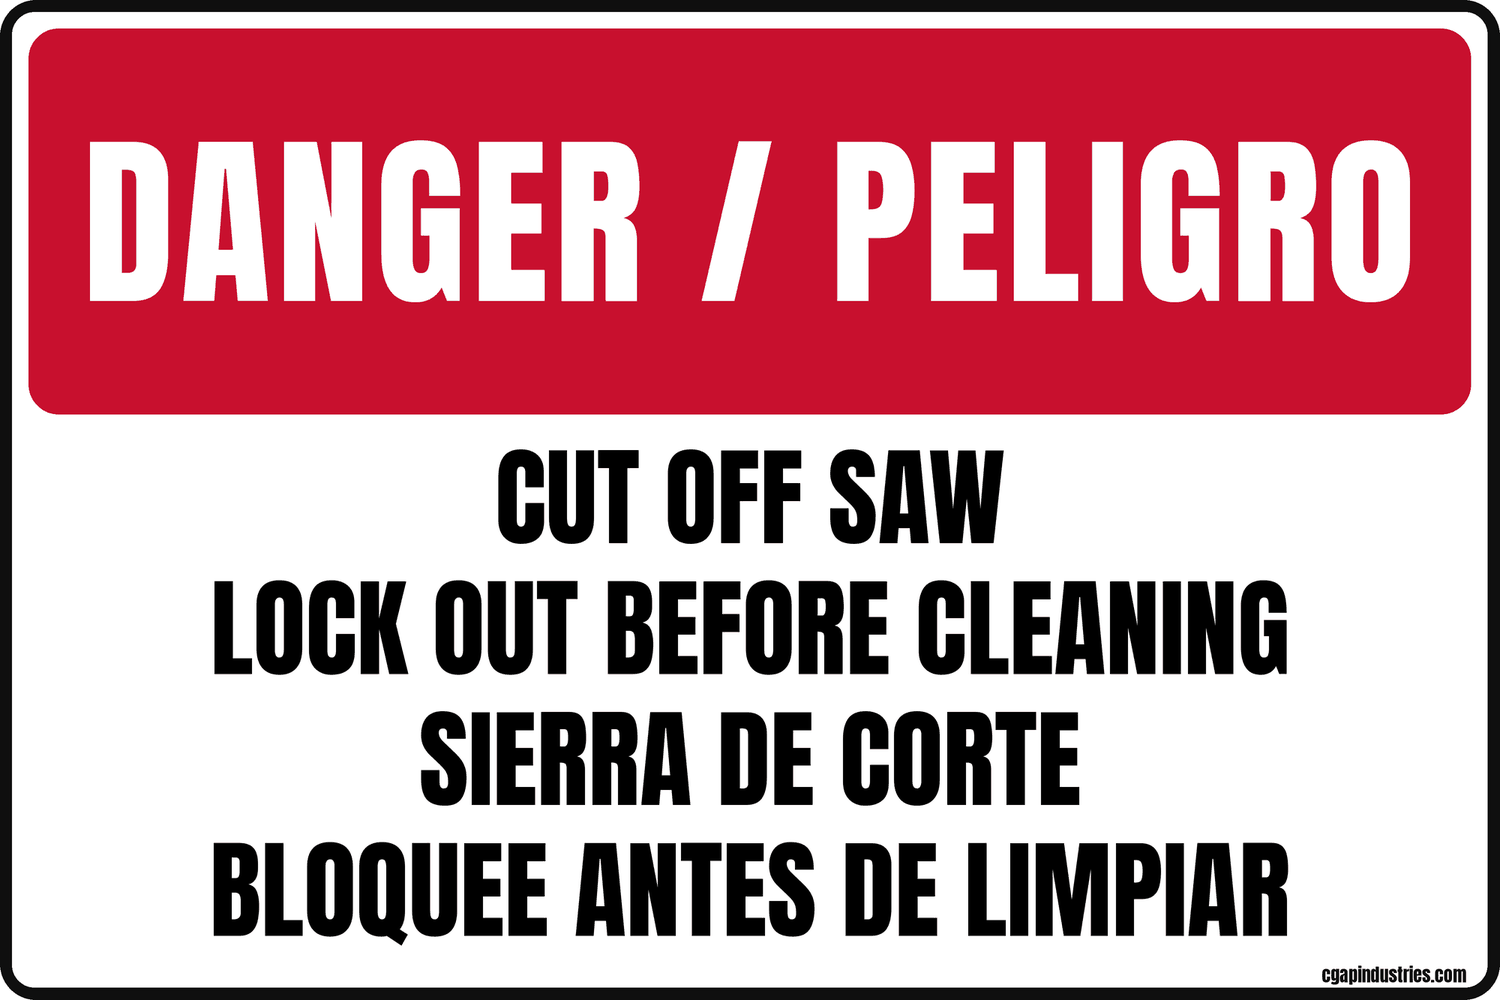 DANGER / PELIGRO
CUT OFF SAW
LOCK OUT BEFORE CLEANING
SIERRA DE CORTE
BLOQUEE ANTES DE LIMPIAR
cgapindustries.com